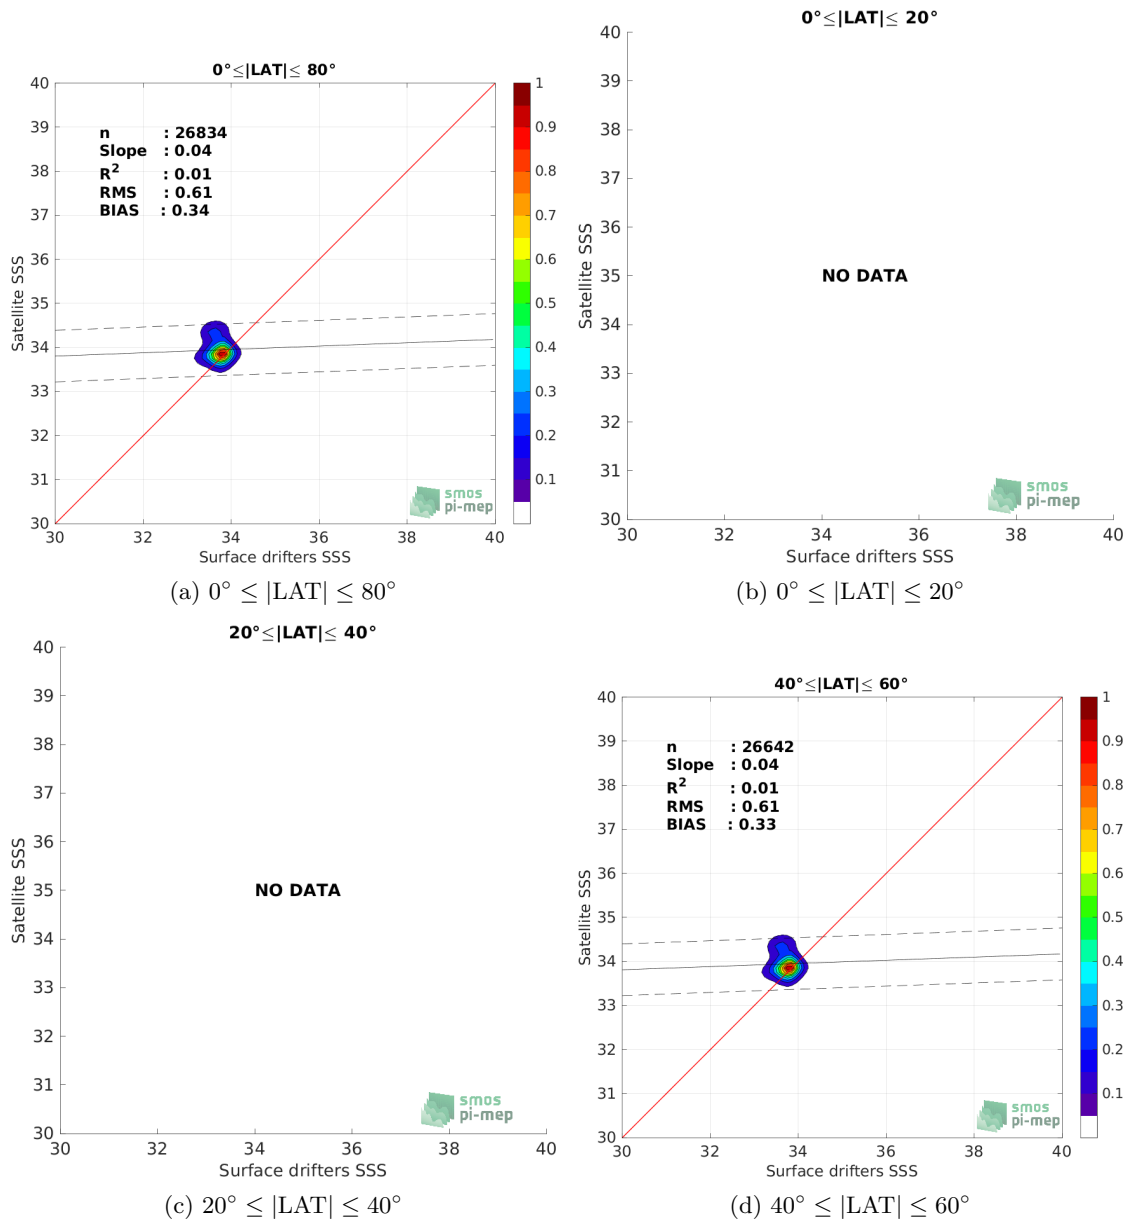 0°≤|LAT|≤ 80°
40
39
38
37
36
35
34
33
32
31
30
Satellite SSS
n : 26834
Slope : 0.04
R² : 0.01
RMS : 0.61
BIAS : 0.34
smos
pi-mep
30 32 34 36 38 40
Surface drifters SSS
1
0.9
0.8
0.7
0.6
0.5
0.4
0.3
0.2
0.1
(a) 0° ≤ |LAT| ≤ 80°
0°≤|LAT|≤ 20°
40
39
38
37
36
35
34
33
32
31
30
Satellite SSS
NO DATA
smos
pi-mep
30 32 34 36 38 40
Surface drifters SSS
(b) 0° ≤ |LAT| ≤ 20°
20°≤|LAT|≤ 40°
40
39
38
37
36
35
34
33
32
31
30
Satellite SSS
NO DATA
smos
pi-mep
30 32 34 36 38 40
Surface drifters SSS
(c) 20° ≤ |LAT| ≤ 40°
40°≤|LAT|≤ 60°
40
39
38
37
36
35
34
33
32
31
30
Satellite SSS
n : 26642
Slope : 0.04
R² : 0.01
RMS : 0.61
BIAS : 0.33
smos
pi-mep
30 32 34 36 38 40
Surface drifters SSS
1
0.9
0.8
0.7
0.6
0.5
0.4
0.3
0.2
0.1
(d) 40° ≤ |LAT| ≤ 60°